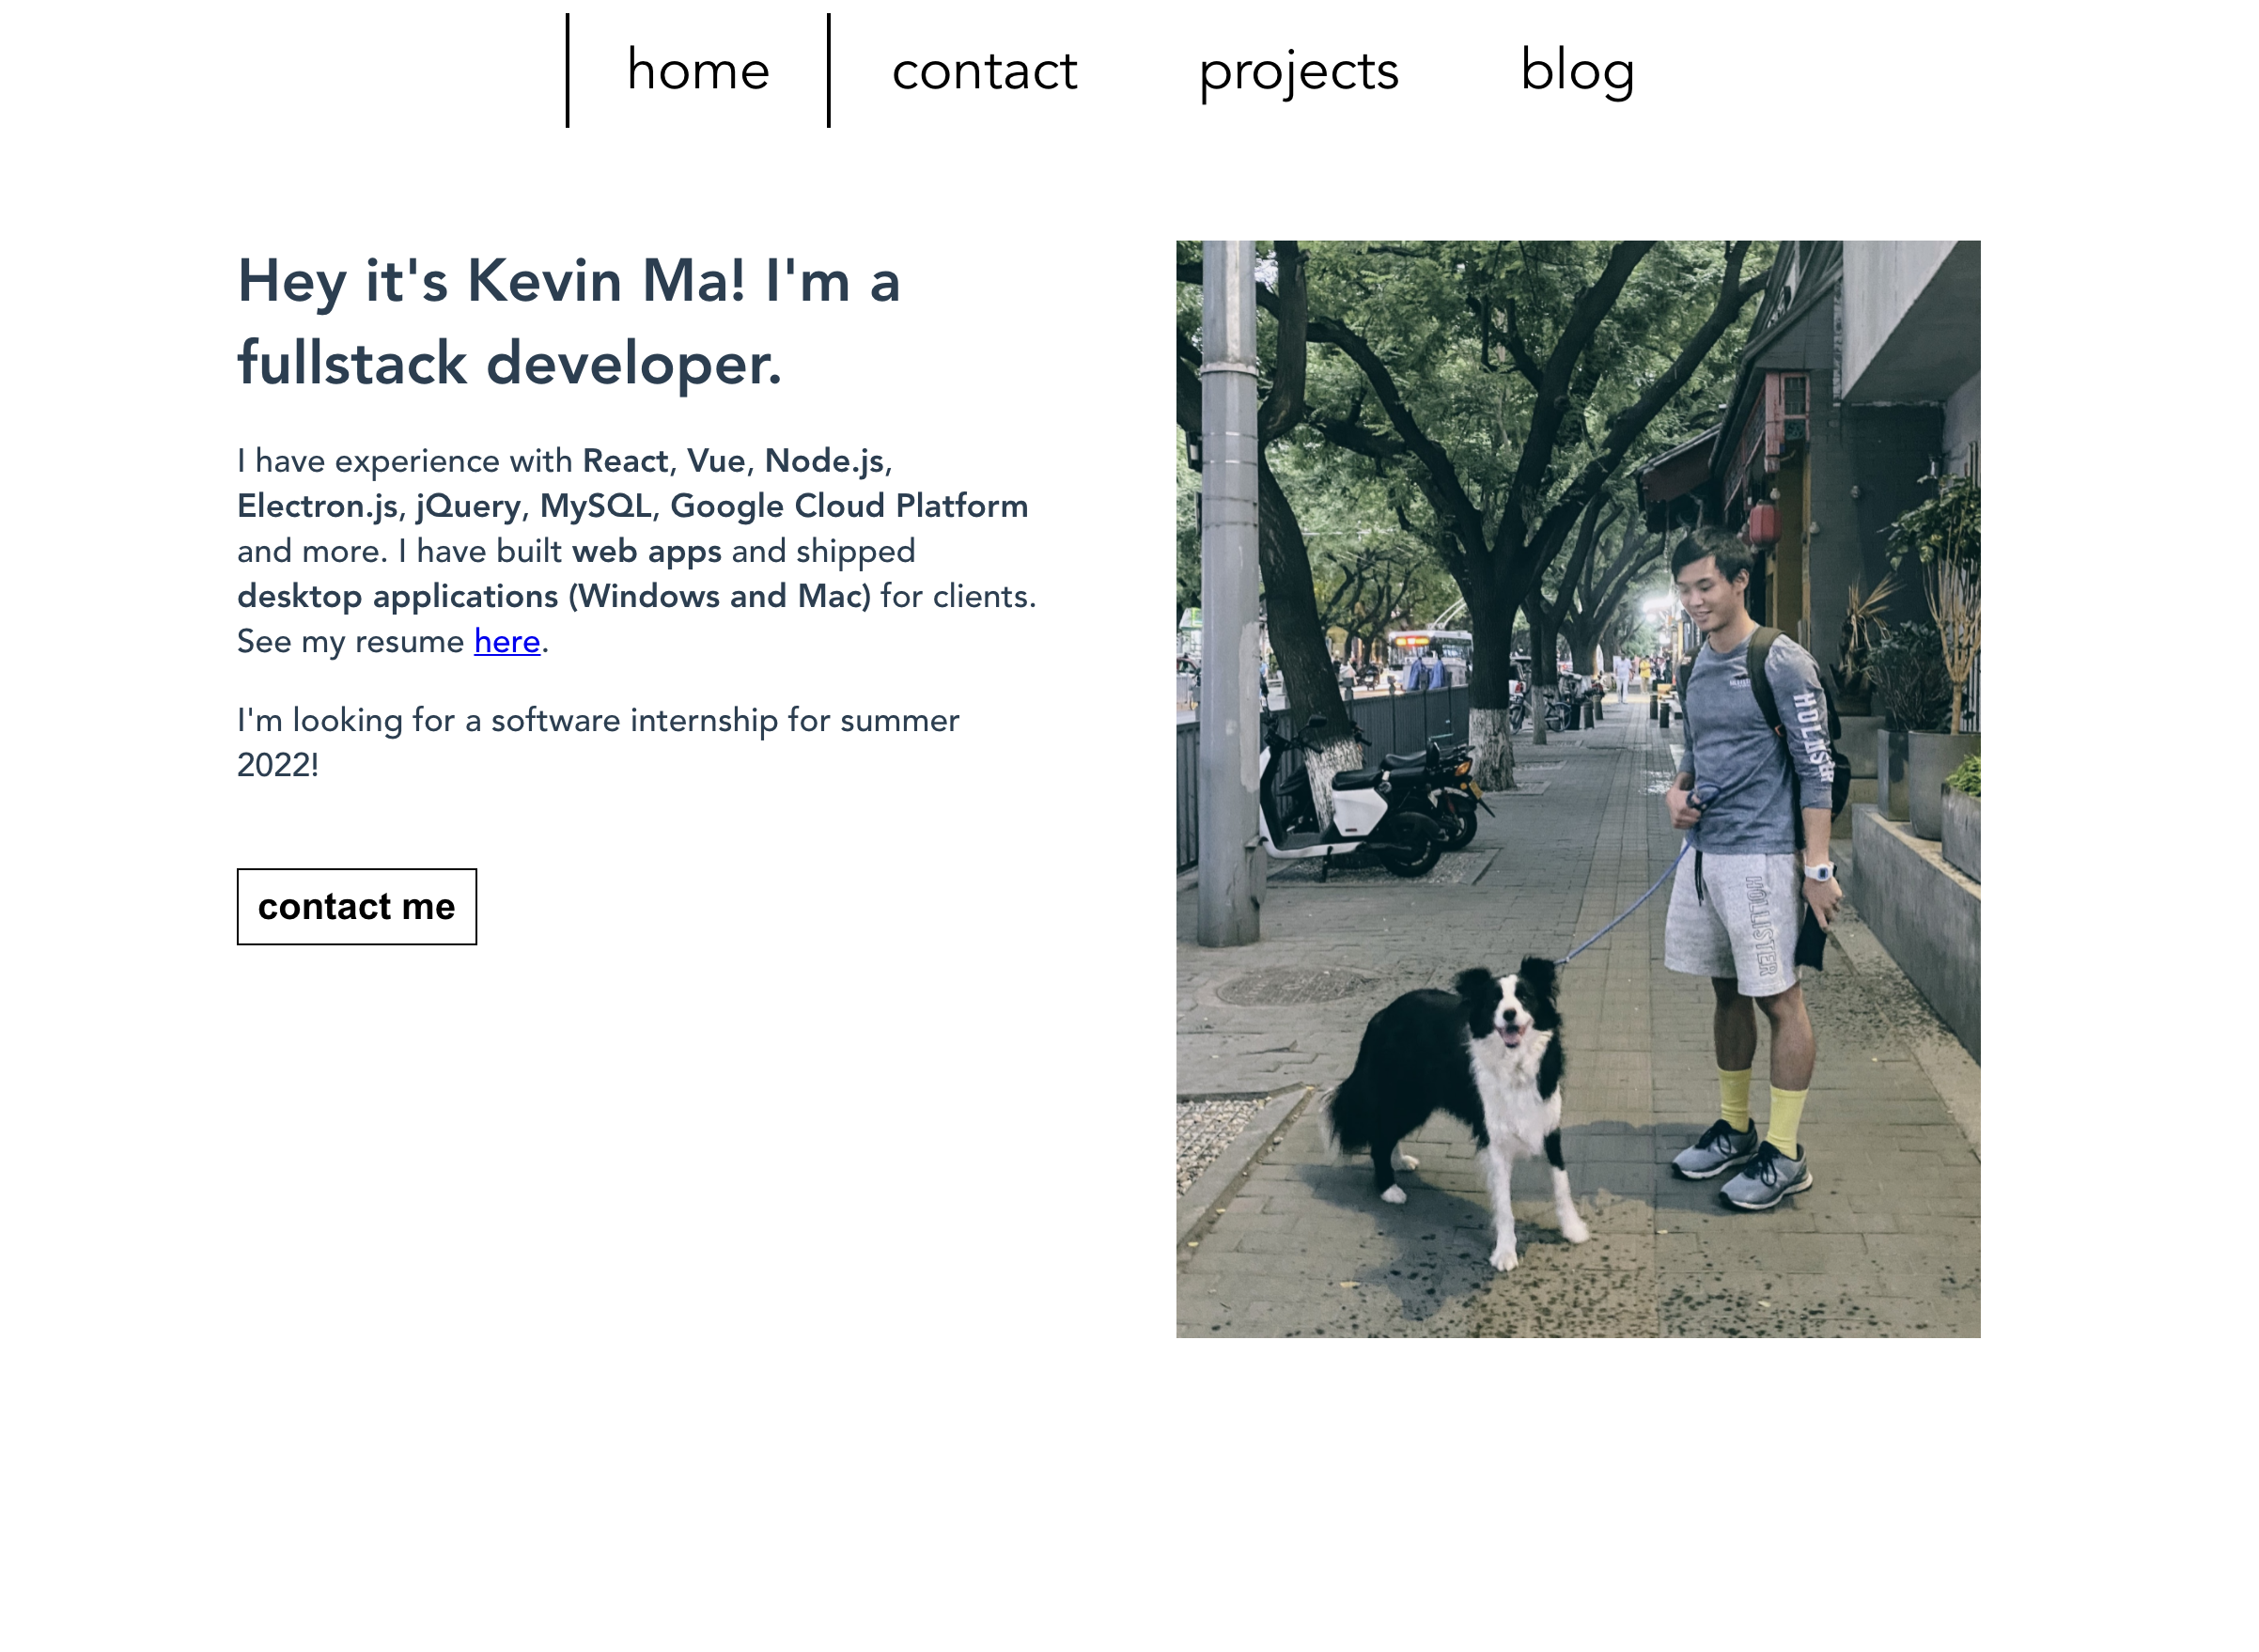 home contact projects blog
Hey it's Kevin Ma! I'm a
fullstack developer.
I have experience with React, Vue, Node.js,
Electron.js, jQuery, MySQL, Google Cloud Platform
and more. I have built web apps and shipped
desktop applications (Windows and Mac) for clients.
See my resume here.
I'm looking for a software internship for summer
2022!
contact me
HOLLISTER